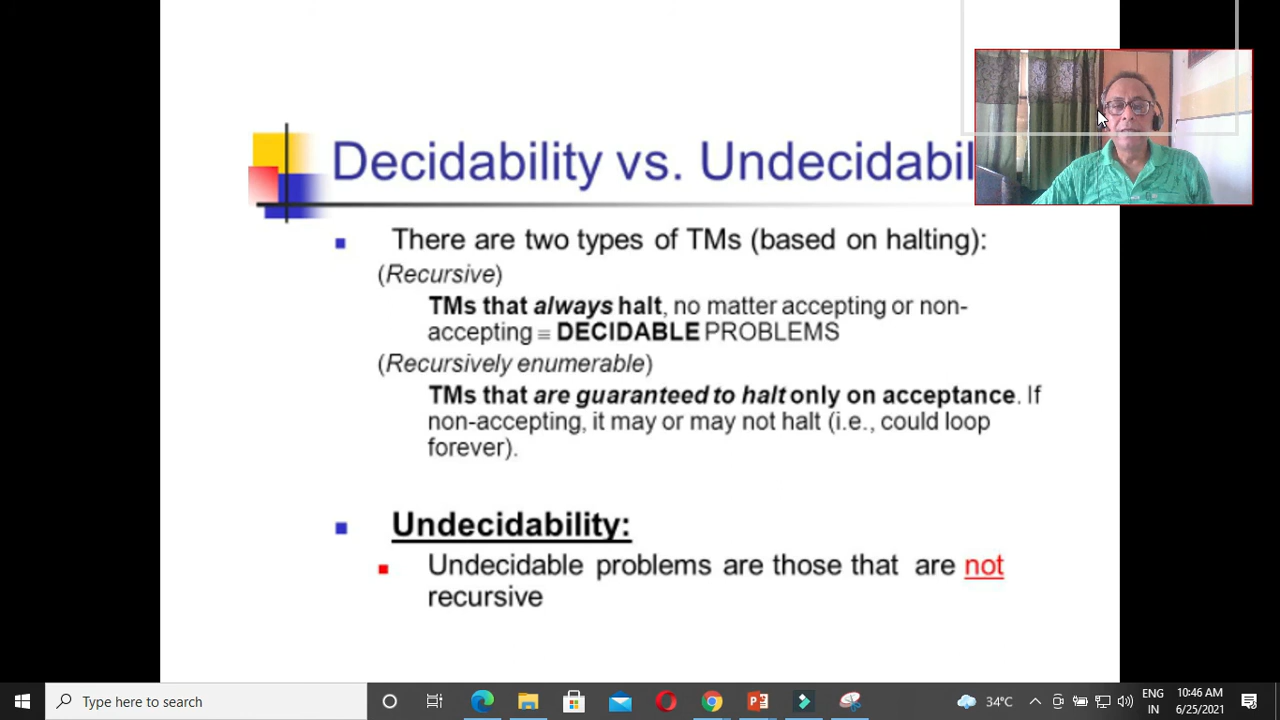 Decidability vs. Undecidabil
There are two types of TMs (based on halting):
(Recursive)
TMs that always halt, no matter accepting or non-
accepting ≡ DECIDABLE PROBLEMS
(Recursively enumerable)
TMs that are guaranteed to halt only on acceptance. If
non-accepting, it may or may not halt (i.e., could loop
forever).
Undecidability:
Undecidable problems are those that are not
recursive
Type here to search
34°C
ENG
IN
10:46 AM
6/25/2021